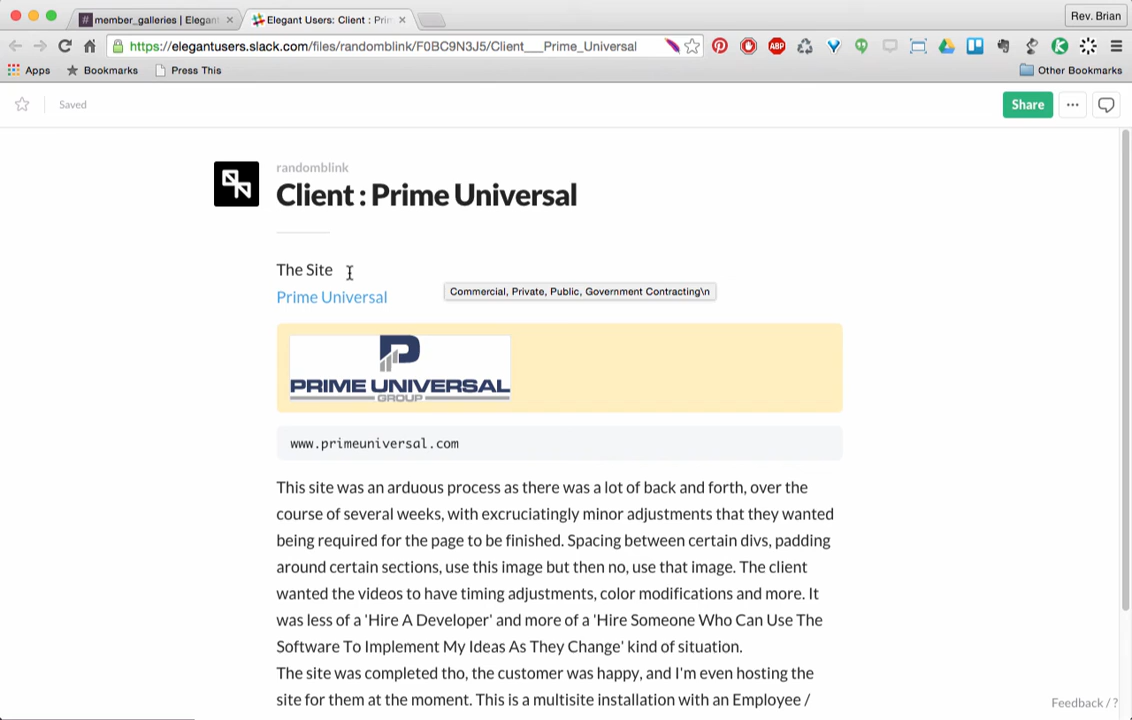 # member_galleries | Elegant
Elegant Users: Client : Prim
Rev. Brian
https://elegantusers.slack.com/files/randomblink/F0BC9N3J5/Client___Prime_Universal
ABP
Apps
Bookmarks
Press This
Other Bookmarks
Saved
Share
randomblink
Client : Prime Universal
The Site
Prime Universal
Commercial, Private, Public, Government Contracting\n
PRIME UNIVERSAL
GROUP
www.primeuniversal.com
This site was an arduous process as there was a lot of back and forth, over the
course of several weeks, with excruciatingly minor adjustments that they wanted
being required for the page to be finished. Spacing between certain divs, padding
around certain sections, use this image but then no, use that image. The client
wanted the videos to have timing adjustments, color modifications and more. It
was less of a 'Hire A Developer' and more of a 'Hire Someone Who Can Use The
Software To Implement My Ideas As They Change' kind of situation.
The site was completed tho, the customer was happy, and I'm even hosting the
site for them at the moment. This is a multisite installation with an Employee /
Feedback / ?